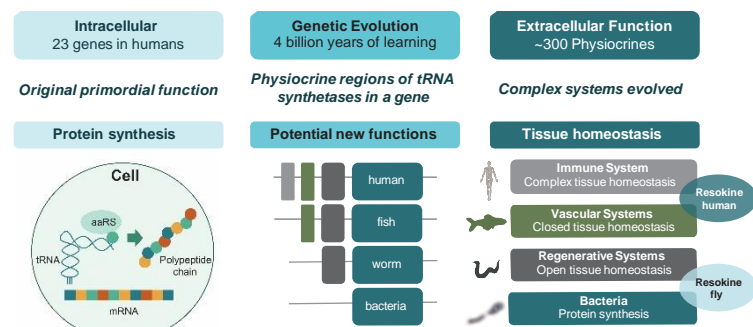 Intracellular
23 genes in humans
Genetic Evolution
4 billion years of learning
Extracellular Function
~300 Physiocrines
Original primordial function
Physiocrine regions of tRNA
synthetases in a gene
Complex systems evolved
Protein synthesis
Potential new functions
Tissue homeostasis
Cell
aaRS
tRNA
Polypeptide
chain
mRNA
human
fish
worm
bacteria
Immune System
Complex tissue homeostasis
Vascular Systems
Closed tissue homeostasis
Regenerative Systems
Open tissue homeostasis
Bacteria
Protein synthesis
Resokine
human
Resokine
fly